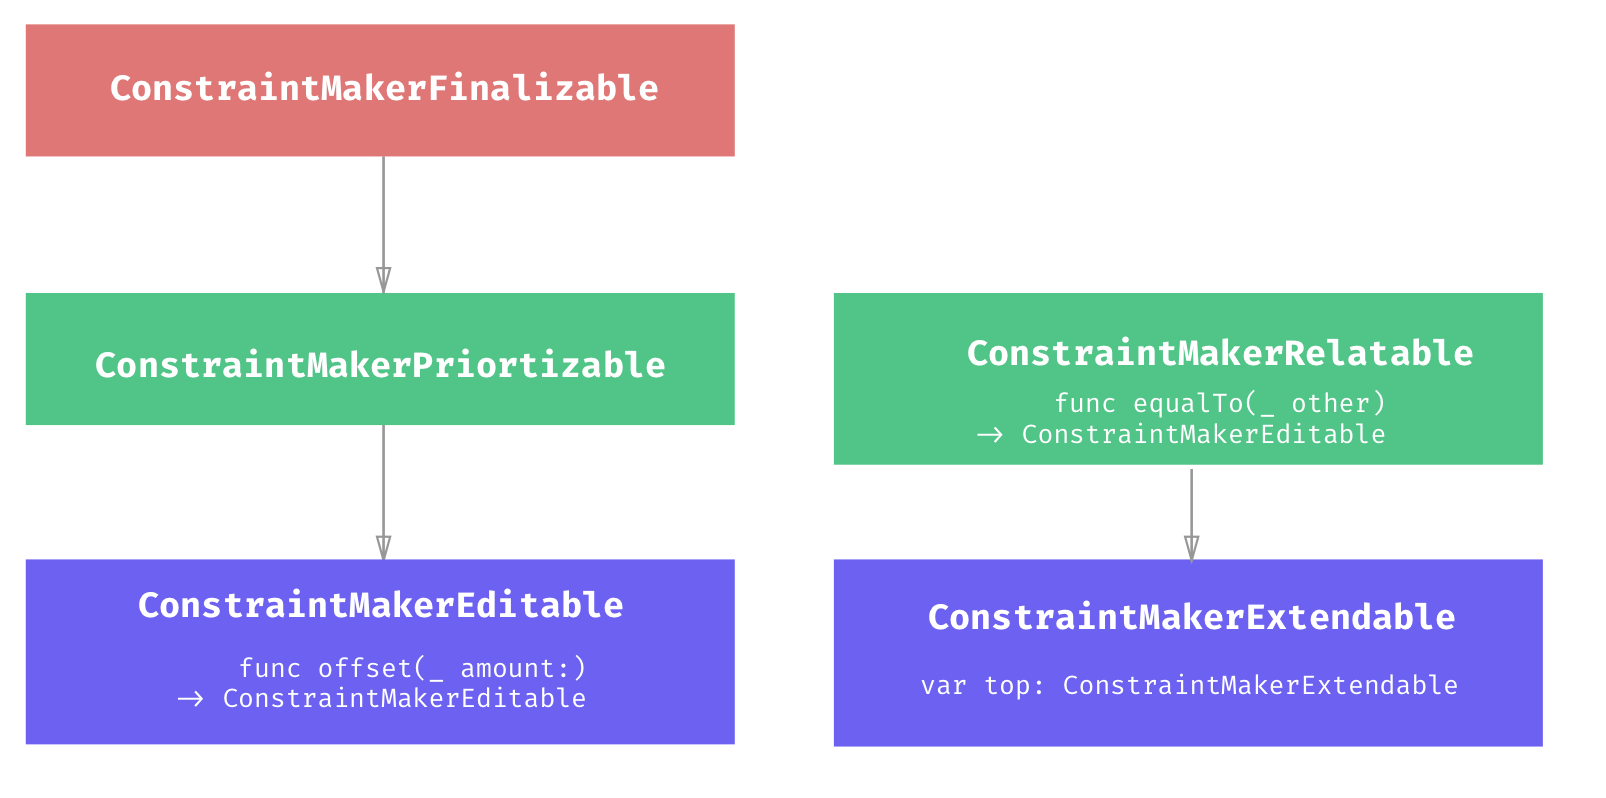 ConstraintMakerFinalizable
ConstraintMakerPriortizable
ConstraintMakerRelatable
func equalTo(_ other)
-> ConstraintMakerEditable
ConstraintMakerEditable
func offset(_ amount:)
-> ConstraintMakerEditable
ConstraintMakerExtendable
var top: ConstraintMakerExtendable